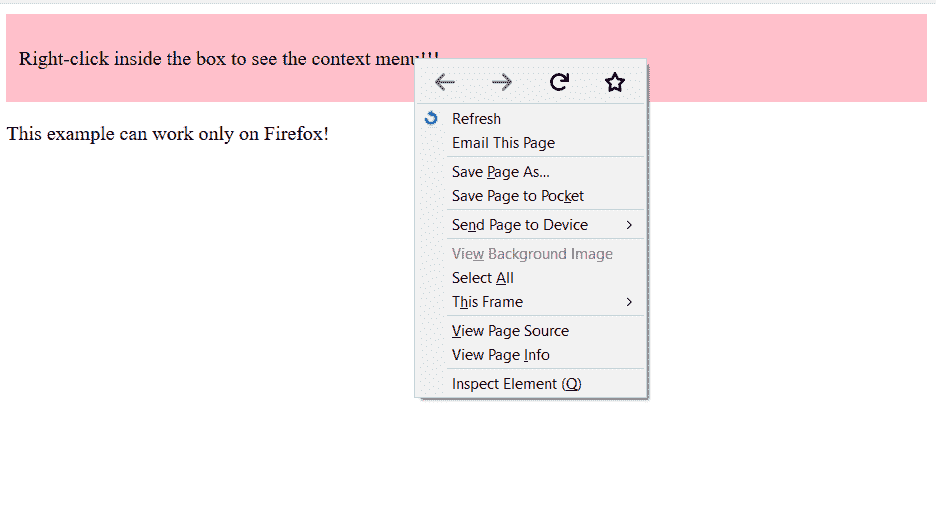 Right-click inside the box to see the context menu!!!
This example can work only on Firefox!
Refresh
Email This Page
Save Page As...
Save Page to Pocket
Send Page to Device
View Background Image
Select All
This Frame
View Page Source
View Page Info
Inspect Element (Q)